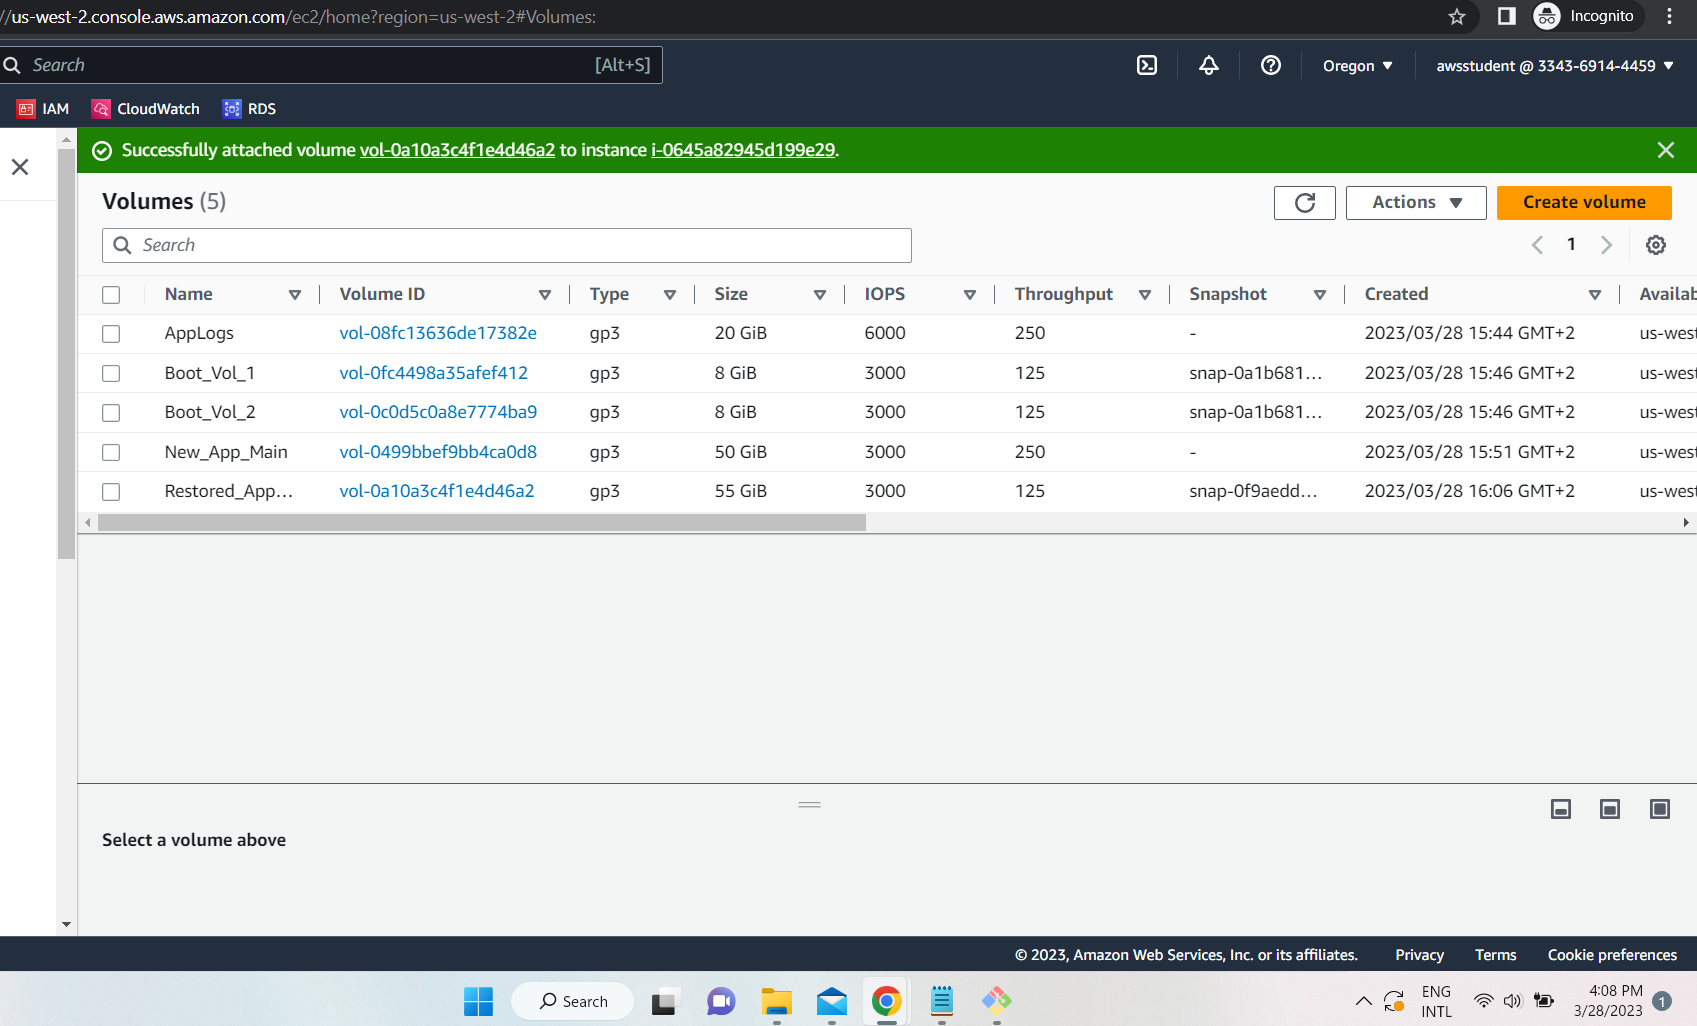 //us-west-2.console.aws.amazon.com/ec2/home?region=us-west-2#Volumes:
Incognito
Search [Alt+S]
Oregon
awsstudent @ 3343-6914-4459
IAM CloudWatch RDS
Successfully attached volume vol-0a10a3c4f1e4d46a2 to instance i-0645a82945d199e29.
Volumes (5)
Actions
Create volume
Search
1
Name Volume ID Type Size IOPS Throughput Snapshot Created Availab
AppLogs vol-08fc13636de17382e gp3 20 GiB 6000 250 - 2023/03/28 15:44 GMT+2 us-west
Boot_Vol_1 vol-0fc4498a35afef412 gp3 8 GiB 3000 125 snap-0a1b681... 2023/03/28 15:46 GMT+2 us-west
Boot_Vol_2 vol-0c0d5c0a8e7774ba9 gp3 8 GiB 3000 125 snap-0a1b681... 2023/03/28 15:46 GMT+2 us-west
New_App_Main vol-0499bbef9bb4ca0d8 gp3 50 GiB 3000 250 - 2023/03/28 15:51 GMT+2 us-west
Restored_App... vol-0a10a3c4f1e4d46a2 gp3 55 GiB 3000 125 snap-0f9aedd... 2023/03/28 16:06 GMT+2 us-west
Select a volume above
© 2023, Amazon Web Services, Inc. or its affiliates. Privacy Terms Cookie preferences
Search
ENG
INTL
4:08 PM
3/28/2023
1